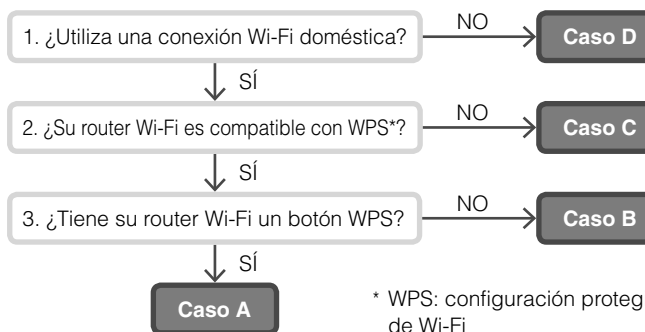 1. ¿Utiliza una conexión Wi-Fi doméstica?
NO
Caso D
SÍ
2. ¿Su router Wi-Fi es compatible con WPS*?
NO
Caso C
SÍ
3. ¿Tiene su router Wi-Fi un botón WPS?
NO
Caso B
SÍ
Caso A
* WPS: configuración
de Wi-Fi